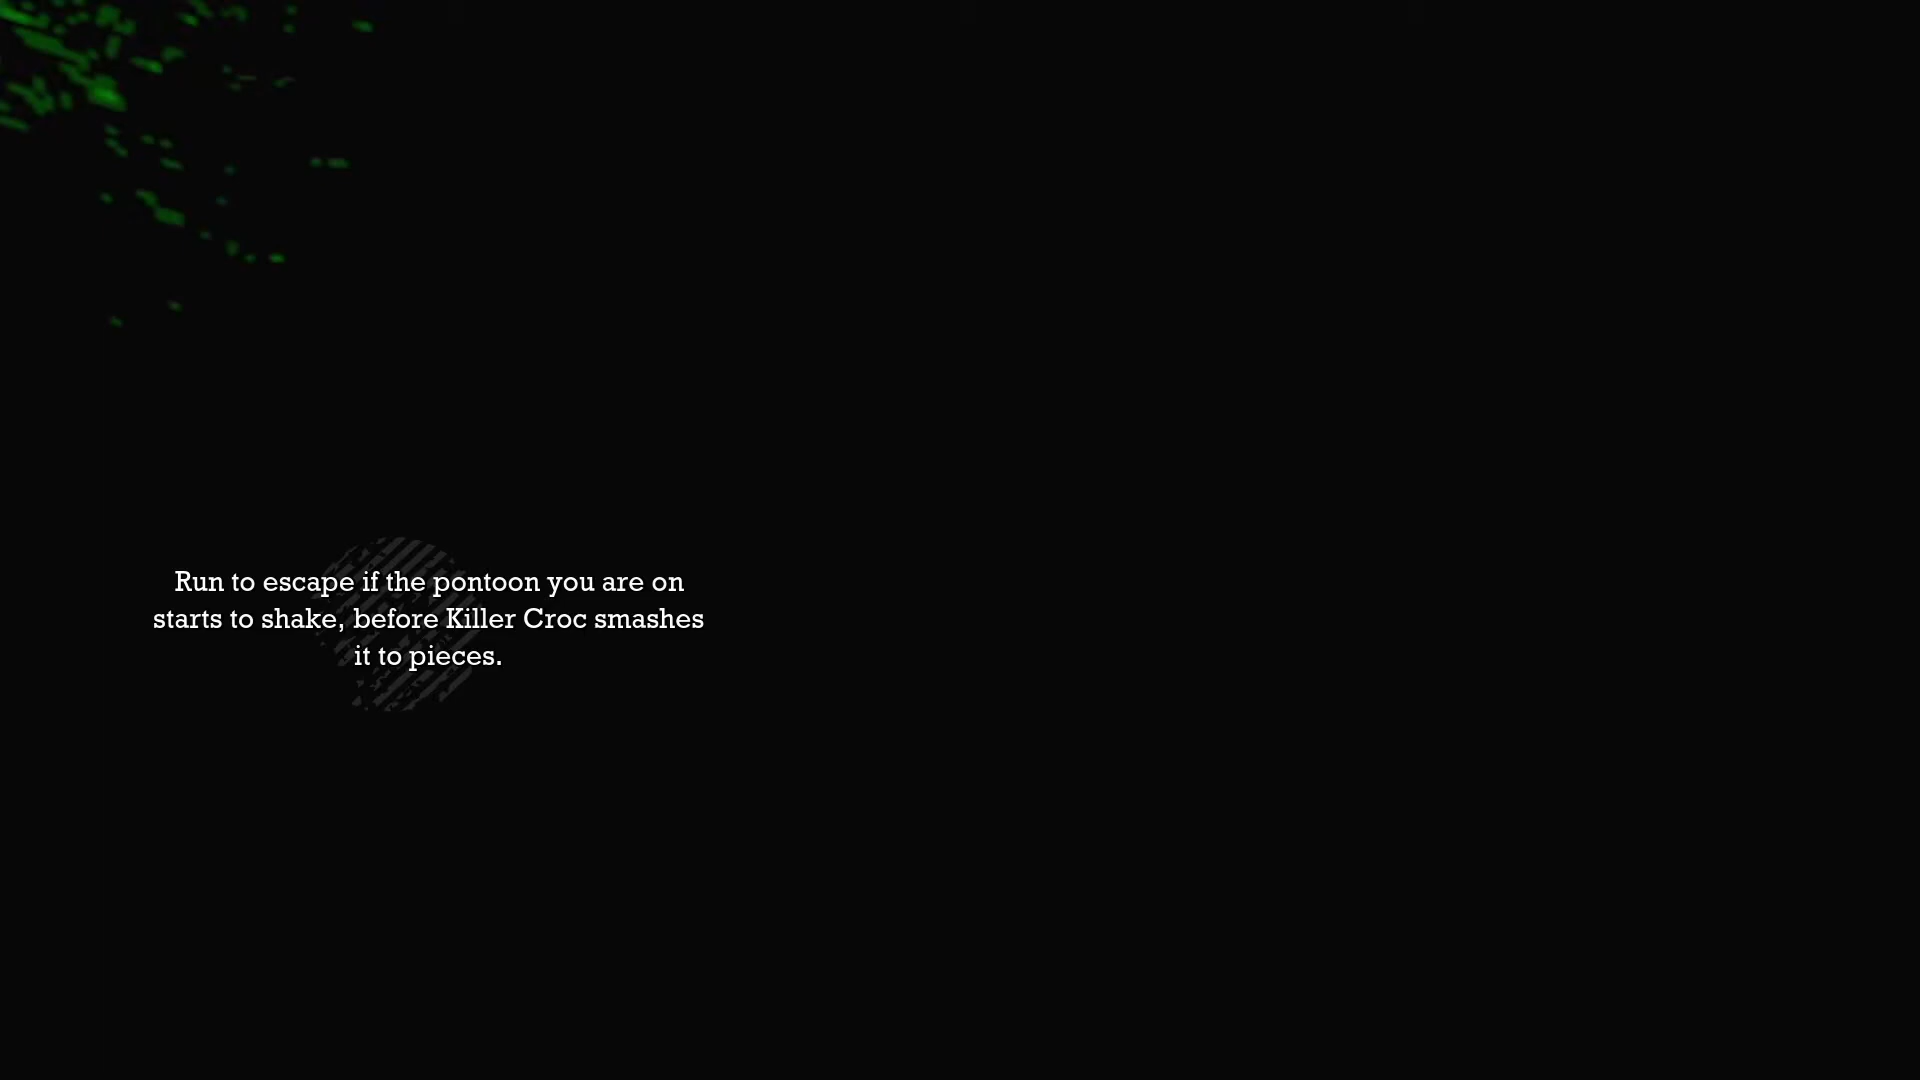 Run to escape if the pontoon you are on
starts to shake, before Killer Croc smashes
it to pieces.